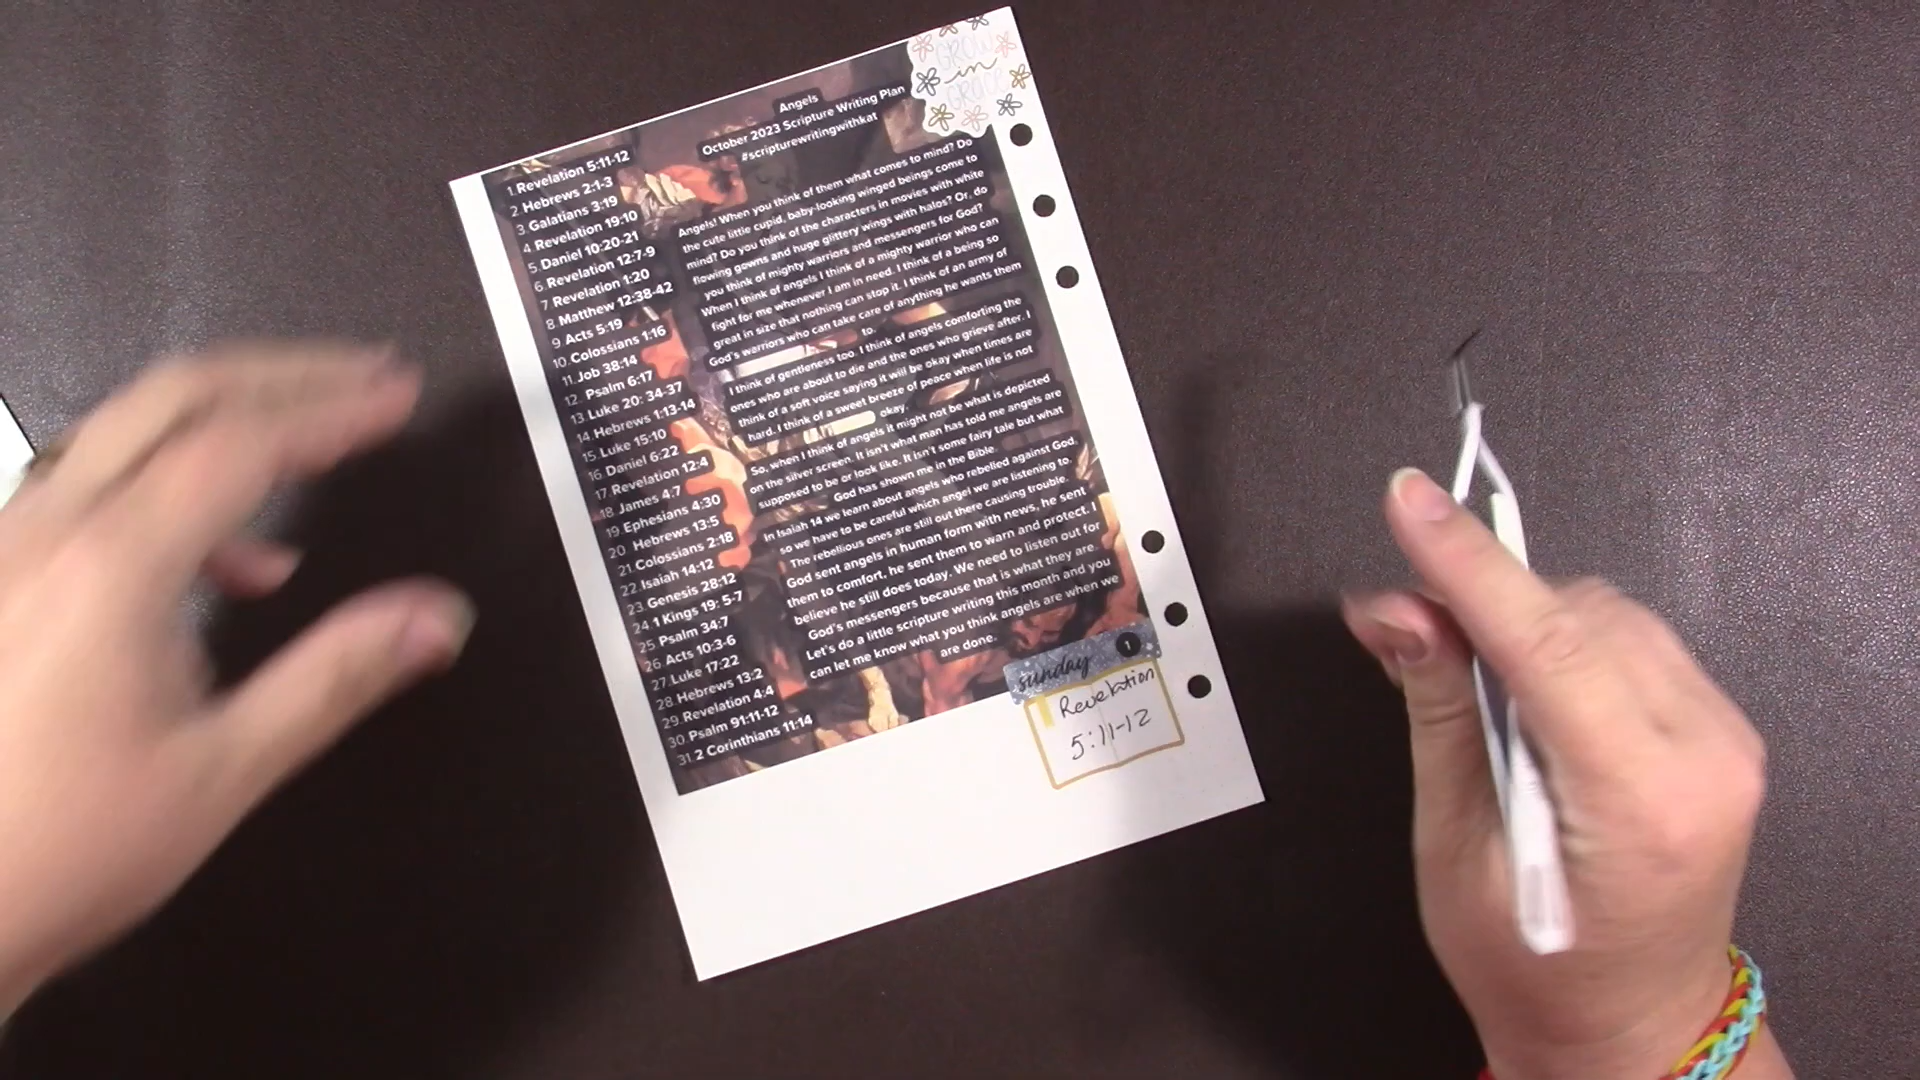 GROW
in
GRACE
Angels
October 2023 Scripture Writing Plan
#scripturewritingwithkat
1. Revelation 5:11-12
2. Hebrews 2:1-3
3. Galatians 3:19
4 Revelation 19:10
5. Daniel 10:20-21
6. Revelation 12:7-9
7 Revelation 1:20
8. Matthew 12:38-42
9 Acts 5:19
10. Colossians 1:16
11. Job 38:14
12. Psalm 6:17
13. Luke 20: 34-37
14. Hebrews 1:13-14
15. Luke 15:10
16 Daniel 6:22
17. Revelation 12:4
18. James 4:7
19 Ephesians 4:30
20 Hebrews 13:5
21. Colossians 2:18
22. Isaiah 14:12
23. Genesis 28:12
24. 1 Kings 19: 5-7
25. Psalm 34:7
26 Acts 10:3-6
27. Luke 17:22
28. Hebrews 13:2
29. Revelation 4:4
30. Psalm 91:11-12
31. 2 Corinthians 11:14
Angels! When you think of them what comes to mind? Do
the cute little cupid, baby-looking winged beings come to
mind? Do you think of the characters in movies with white
flowing gowns and huge glittery wings with halos? Or, do
you think of mighty warriors and messengers for God?
When I think of angels I think of a mighty warrior who can
fight for me whenever I am in need. I think of a being so
great in size that nothing can stop it. I think of an army of
God's warriors who can take care of anything he wants them
to.
I think of gentleness too. I think of angels comforting the
ones who are about to die and the ones who grieve after. I
think of a soft voice saying it will be okay when times are
hard. I think of a sweet breeze of peace when life is not
okay.
So, when I think of angels it might not be what is depicted
on the silver screen. It isn't what man has told me angels are
supposed to be or look like. It isn't some fairy tale but what
God has shown me in the Bible.
In Isaiah 14 we learn about angels who rebelled against God,
so we have to be careful which angel we are listening to.
The rebellious ones are still out there causing trouble.
God sent angels in human form with news, he sent
them to comfort, he sent them to warn and protect. I
believe he still does today. We need to listen out for
God's messengers because that is what they are.
Let's do a little scripture writing this month and you
can let me know what you think angels are when we
are done.
sunday 1
Revelation
5:11-12